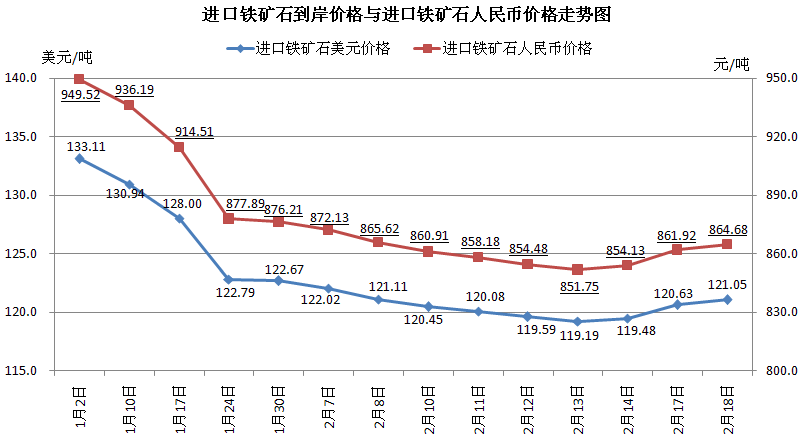 进口铁矿石到岸价格与进口铁矿石人民币价格走势图
美元/吨
进口铁矿石美元价格
进口铁矿石人民币价格
元/吨
140.0
135.0
130.0
125.0
120.0
115.0
949.52
936.19
914.51
877.89
876.21
872.13
865.62
860.91
858.18
854.48
851.75
854.13
861.92
864.68
133.11
130.94
128.00
122.79
122.67
122.02
121.11
120.45
120.08
119.59
119.19
119.48
120.63
121.05
950.0
920.0
890.0
860.0
830.0
800.0
1月2日
1月10日
1月17日
1月24日
1月30日
2月7日
2月8日
2月10日
2月11日
2月12日
2月13日
2月14日
2月17日
2月18日